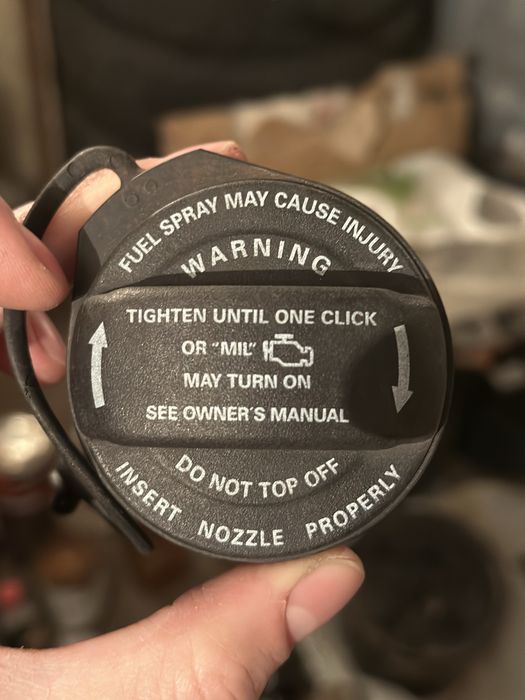 FUEL SPRAY MAY CAUSE INJURY
WARNING
TIGHTEN UNTIL ONE CLICK
OR "MIL"
MAY TURN ON
SEE OWNER'S MANUAL
DO NOT TOP OFF
INSERT NOZZLE PROPERLY